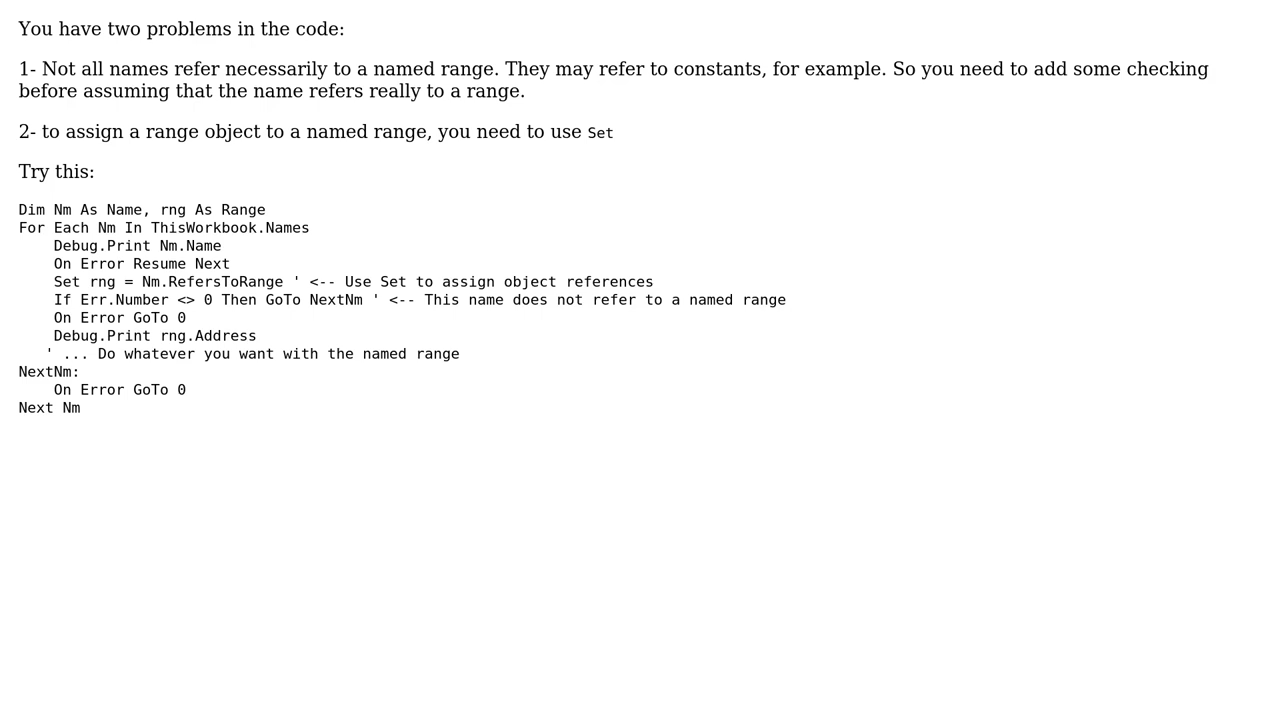 You have two problems in the code:
1- Not all names refer necessarily to a named range. They may refer to constants, for example. So you need to add some checking
before assuming that the name refers really to a range.
2- to assign a range object to a named range, you need to use Set
Try this:
Dim Nm As Name, rng As Range
For Each Nm In ThisWorkbook.Names
    Debug.Print Nm.Name
    On Error Resume Next
    Set rng = Nm.RefersToRange ' <-- Use Set to assign object references
    If Err.Number <> 0 Then GoTo NextNm ' <-- This name does not refer to a named range
    On Error GoTo 0
    Debug.Print rng.Address
   ' ... Do whatever you want with the named range
NextNm:
    On Error GoTo 0
Next Nm